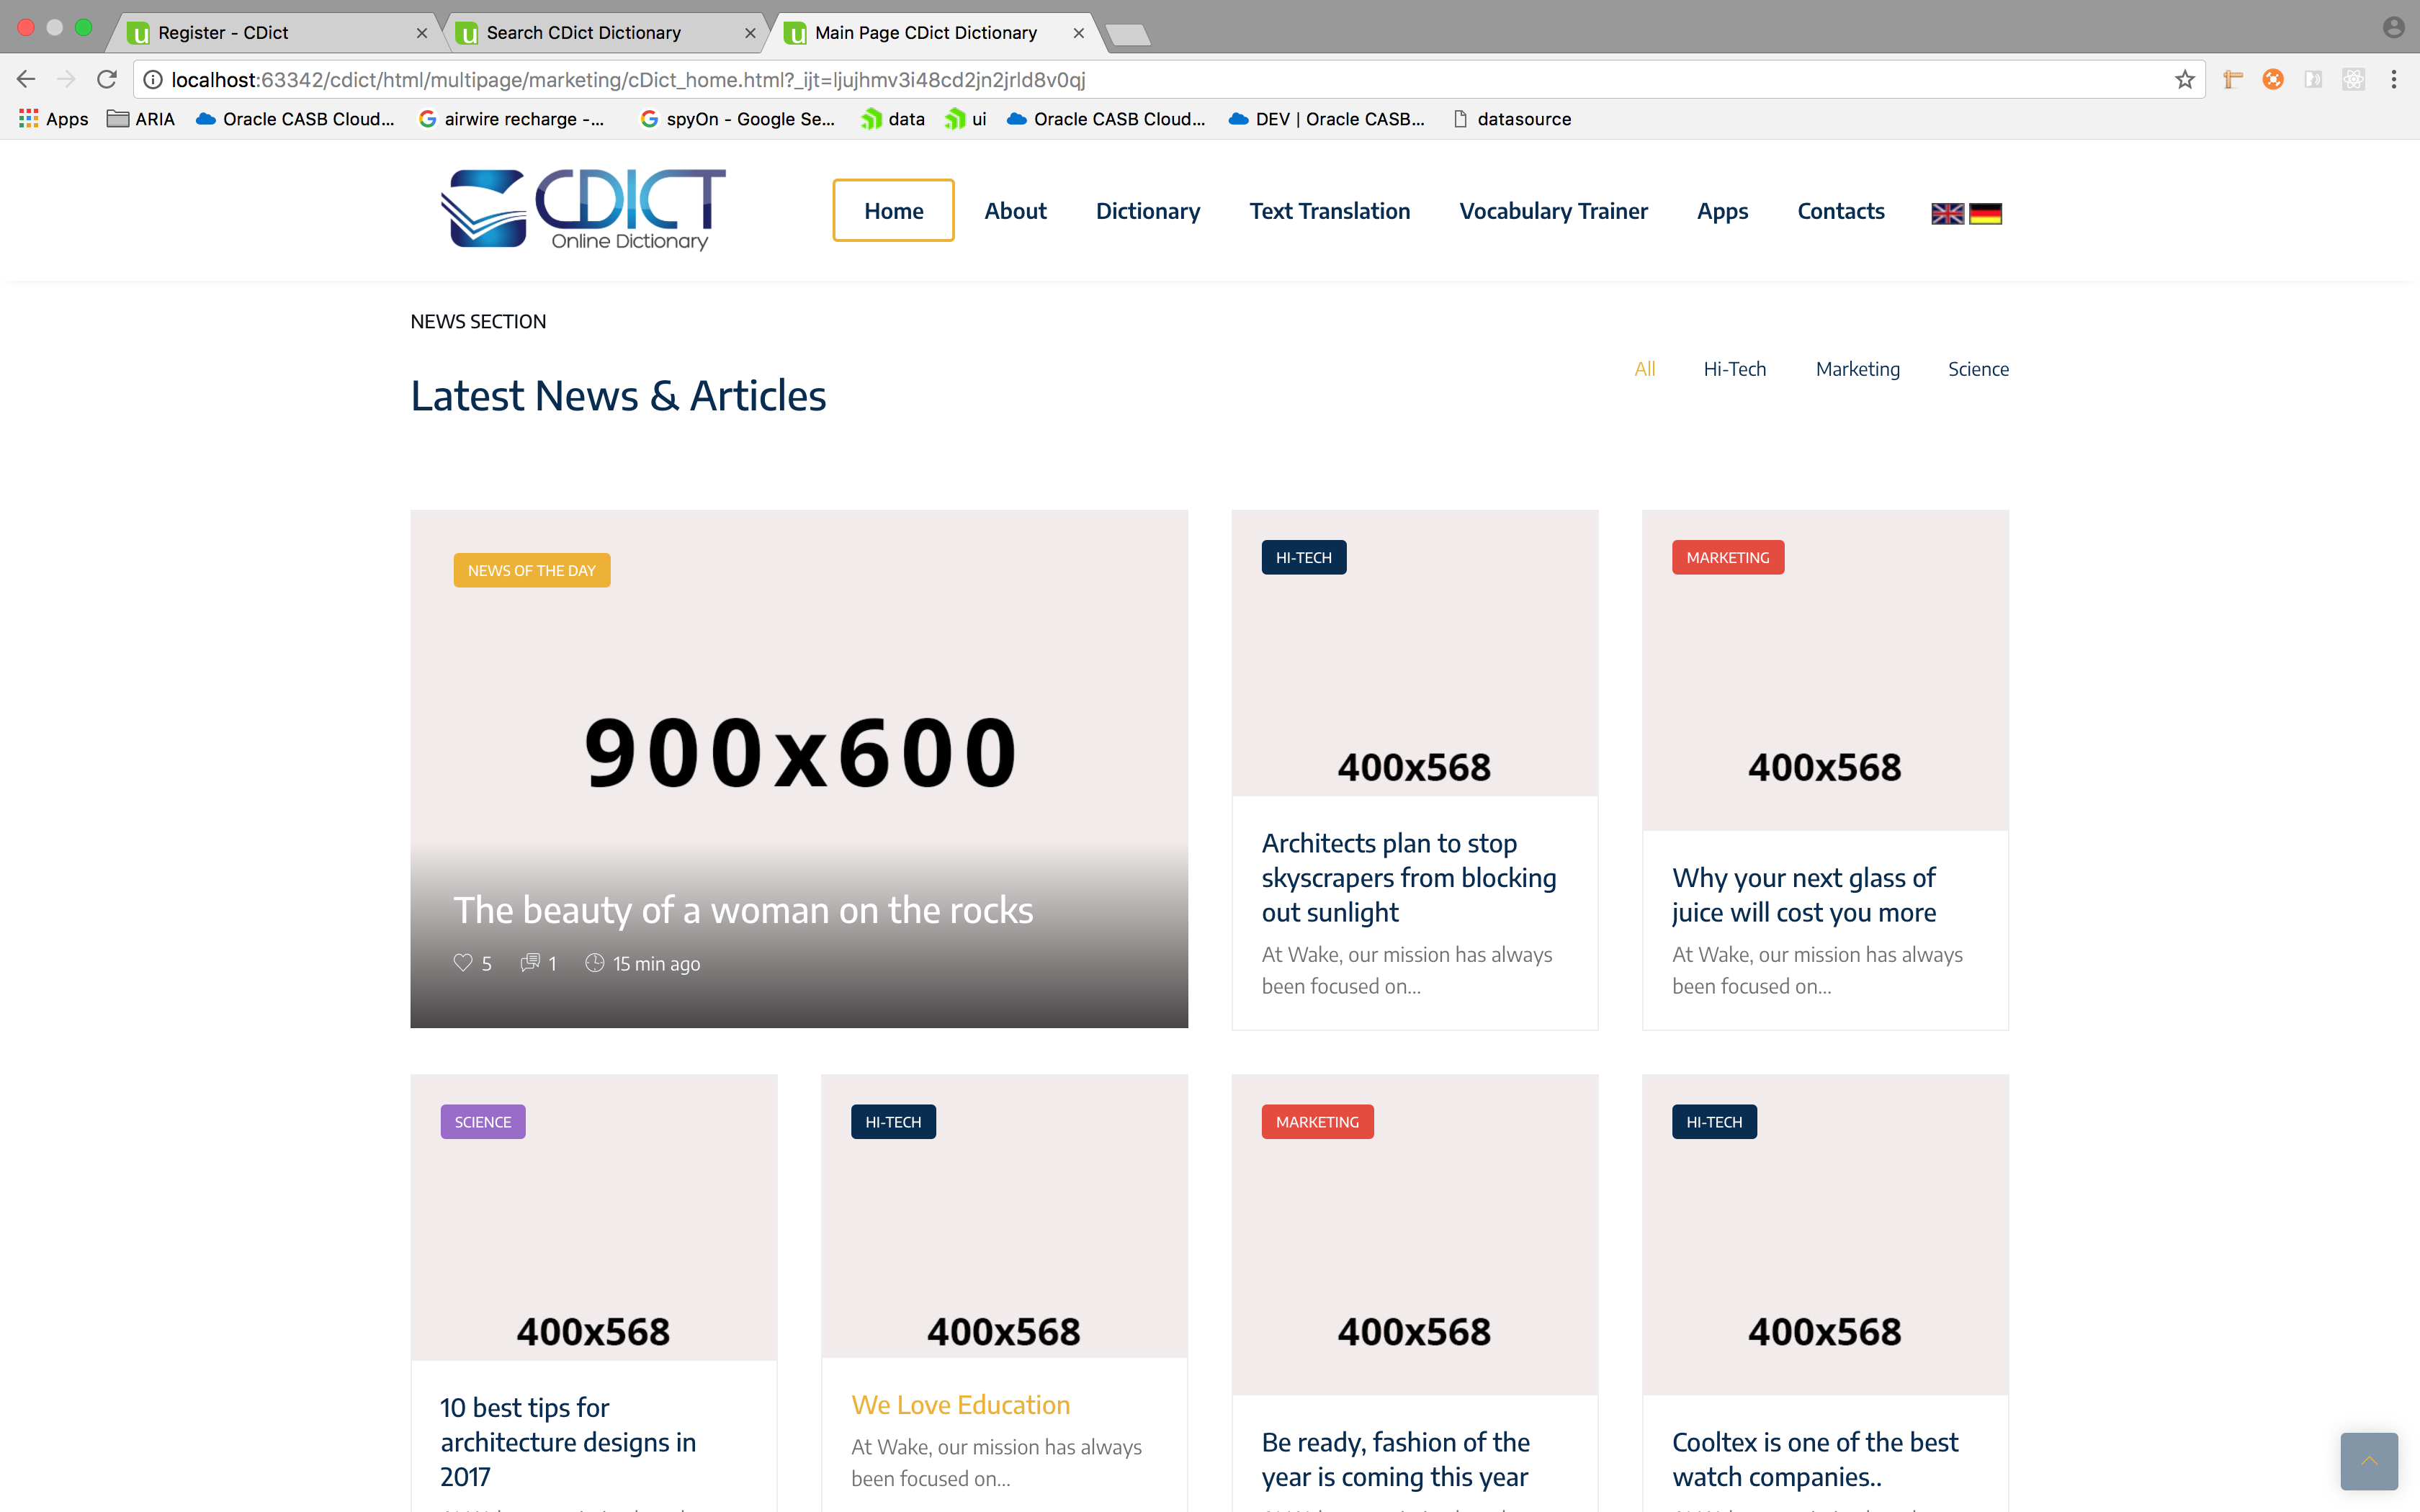 Register - CDict
Search CDict Dictionary
Main Page CDict Dictionary
localhost:63342/cdict/html/multipage/marketing/cDict_home.html?_ijt=ljujhmv3i48cd2jn2jrld8v0qj
Apps
ARIA
Oracle CASB Cloud...
airwire recharge -...
spyOn - Google Se...
data
ui
Oracle CASB Cloud...
DEV | Oracle CASB...
datasource
CDICT
Online Dictionary
Home
About
Dictionary
Text Translation
Vocabulary Trainer
Apps
Contacts
NEWS SECTION
Latest News & Articles
All
Hi-Tech
Marketing
Science
NEWS OF THE DAY
900x600
The beauty of a woman on the rocks
5
1
15 min ago
HI-TECH
400x568
Architects plan to stop
skyscrapers from blocking
out sunlight
At Wake, our mission has always
been focused on...
MARKETING
400x568
Why your next glass of
juice will cost you more
At Wake, our mission has always
been focused on...
SCIENCE
400x568
10 best tips for
architecture designs in
2017
HI-TECH
400x568
We Love Education
At Wake, our mission has always
been focused on...
MARKETING
400x568
Be ready, fashion of the
year is coming this year
HI-TECH
400x568
Cooltex is one of the best
watch companies..